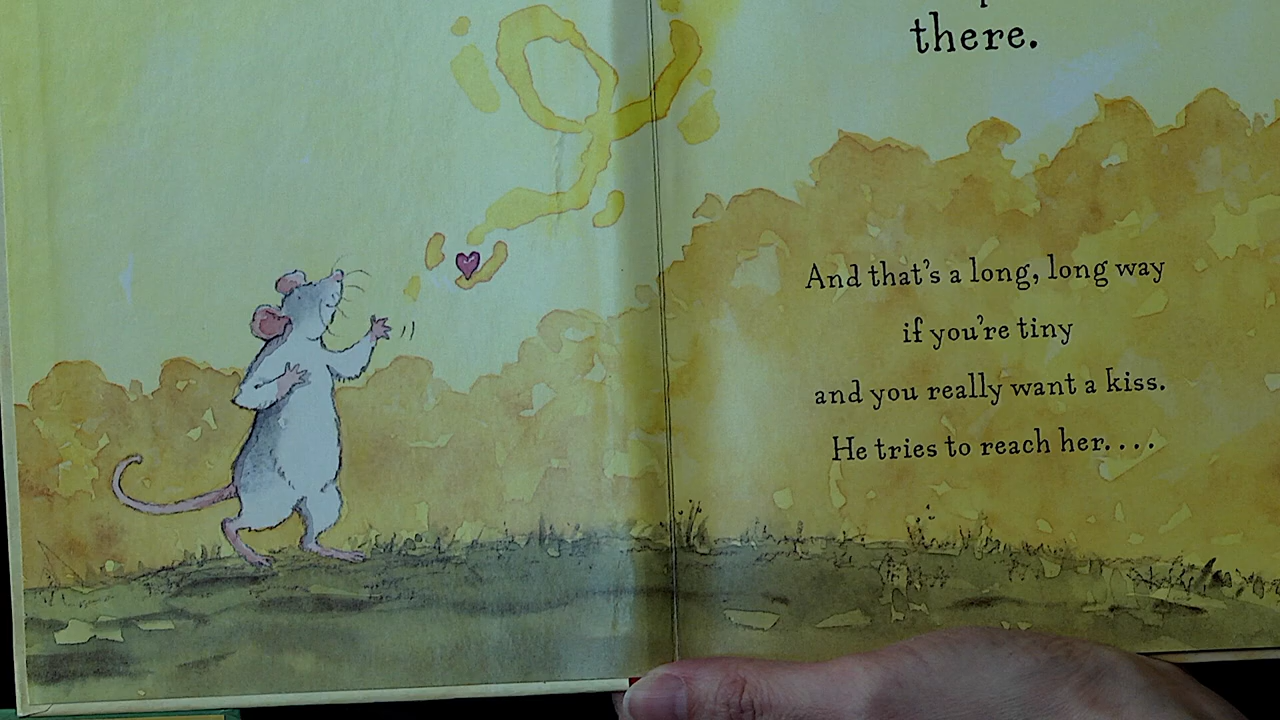 there.
And that's a long, long way
if you're tiny
and you really want a kiss.
He tries to reach her. . . .